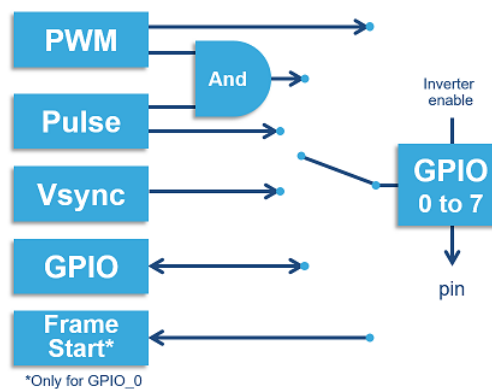 PWM
And
Pulse
Vsync
GPIO
Frame
Start*
*Only for GPIO_0
Inverter
enable
GPIO
0 to 7
pin